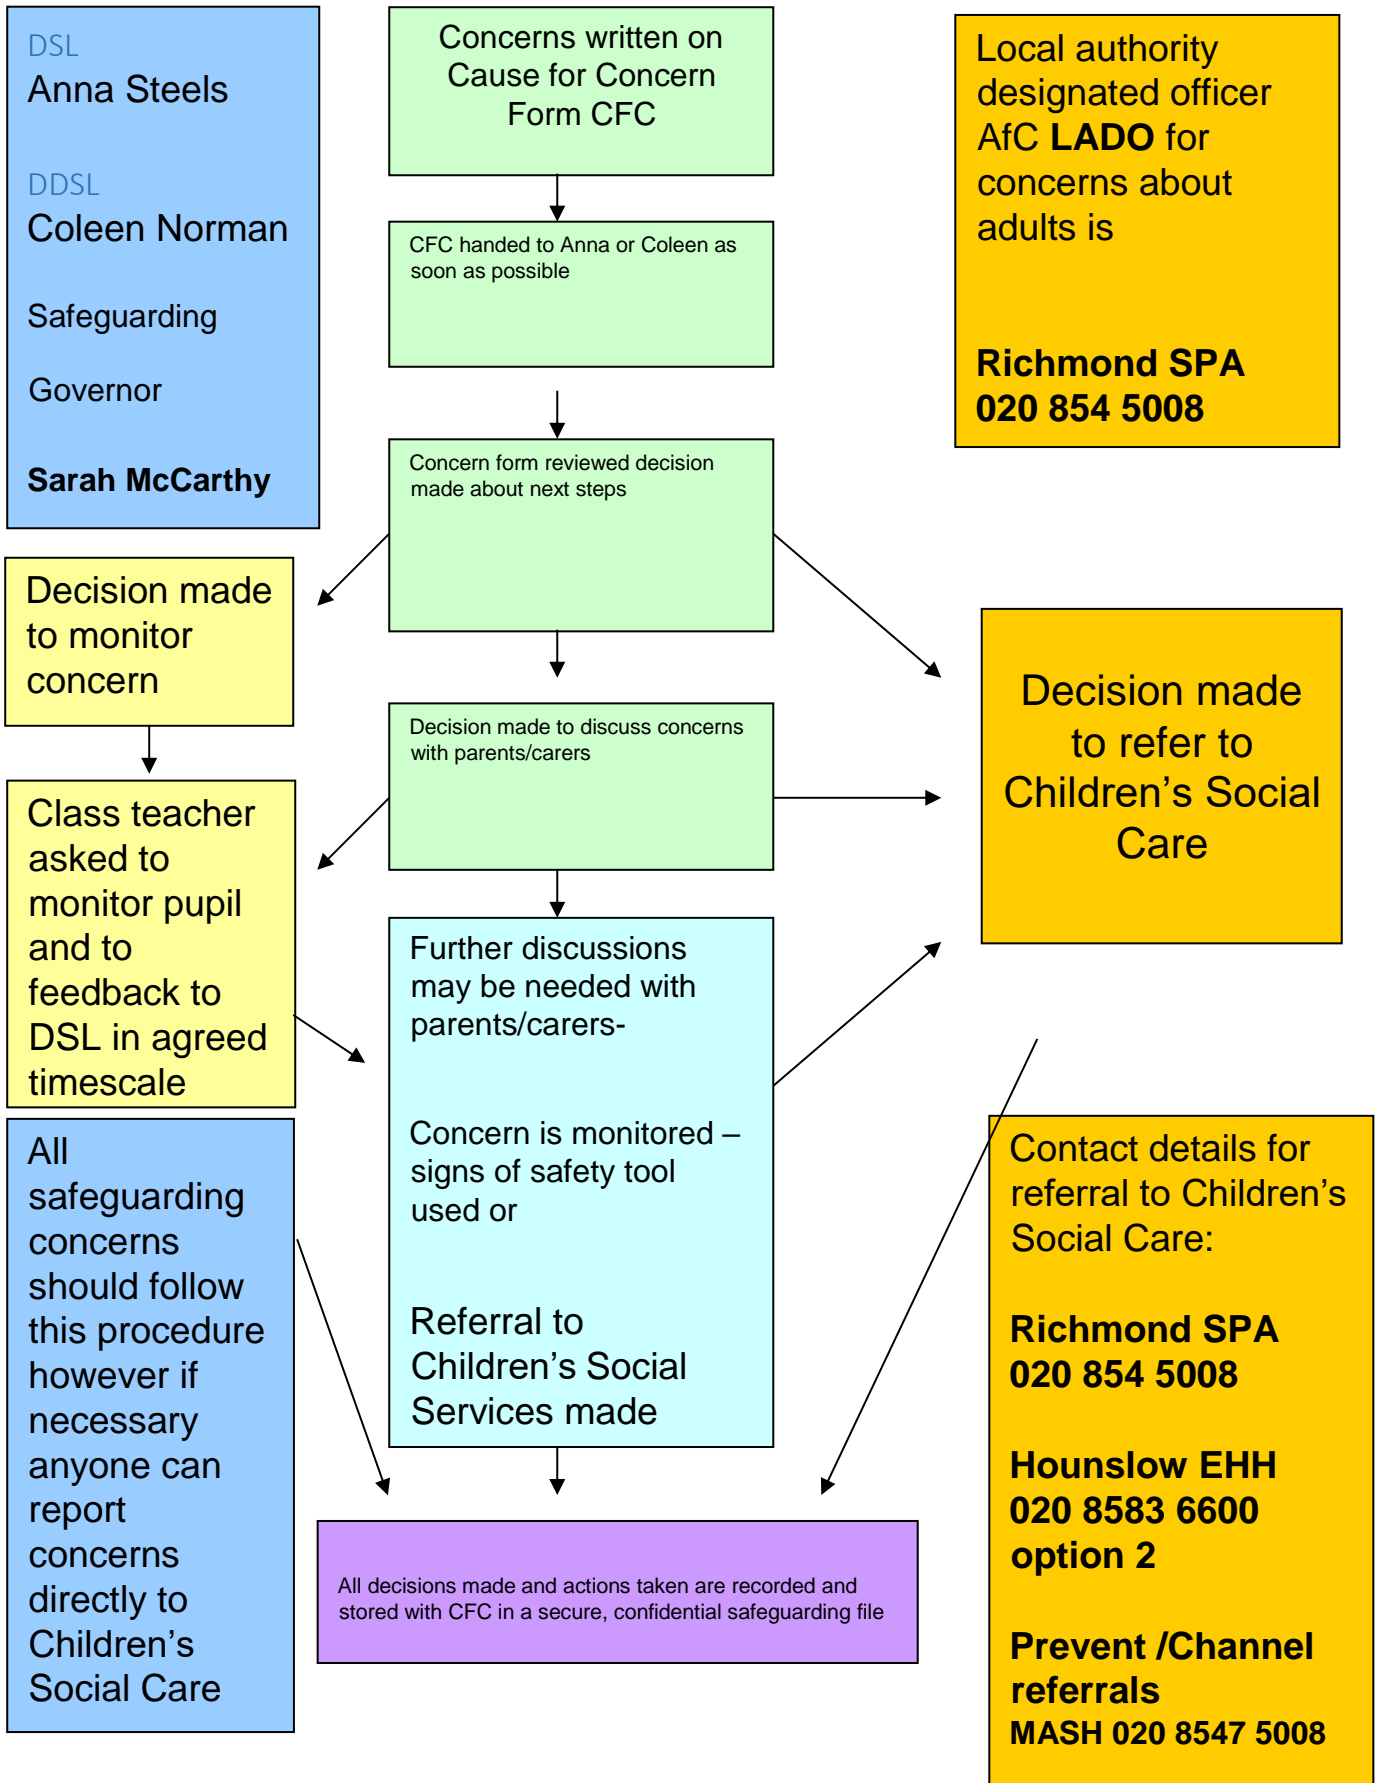 DSL
Anna Steels
DDSL
Coleen Norman
Safeguarding
Governor
Sarah McCarthy
Concerns written on
Cause for Concern
Form CFC
Local authority
designated officer
AfC LADO for
concerns about
adults is
Richmond SPA
020 854 5008
CFC handed to Anna or Coleen as
soon as possible
Concern form reviewed decision
made about next steps
Decision made
to monitor
concern
Decision made to discuss concerns
with parents/carers
Decision made
to refer to
Children’s Social
Care
Class teacher
asked to
monitor pupil
and to
feedback to
DSL in agreed
timescale
Further discussions
may be needed with
parents/carers-
Concern is monitored –
signs of safety tool
used or
Referral to
Children’s Social
Services made
All
safeguarding
concerns
should follow
this procedure
however if
necessary
anyone can
report
concerns
directly to
Children’s
Social Care
Contact details for
referral to Children’s
Social Care:
Richmond SPA
020 854 5008
Hounslow EHH
020 8583 6600
option 2
Prevent /Channel
referrals
MASH 020 8547 5008
All decisions made and actions taken are recorded and
stored with CFC in a secure, confidential safeguarding file